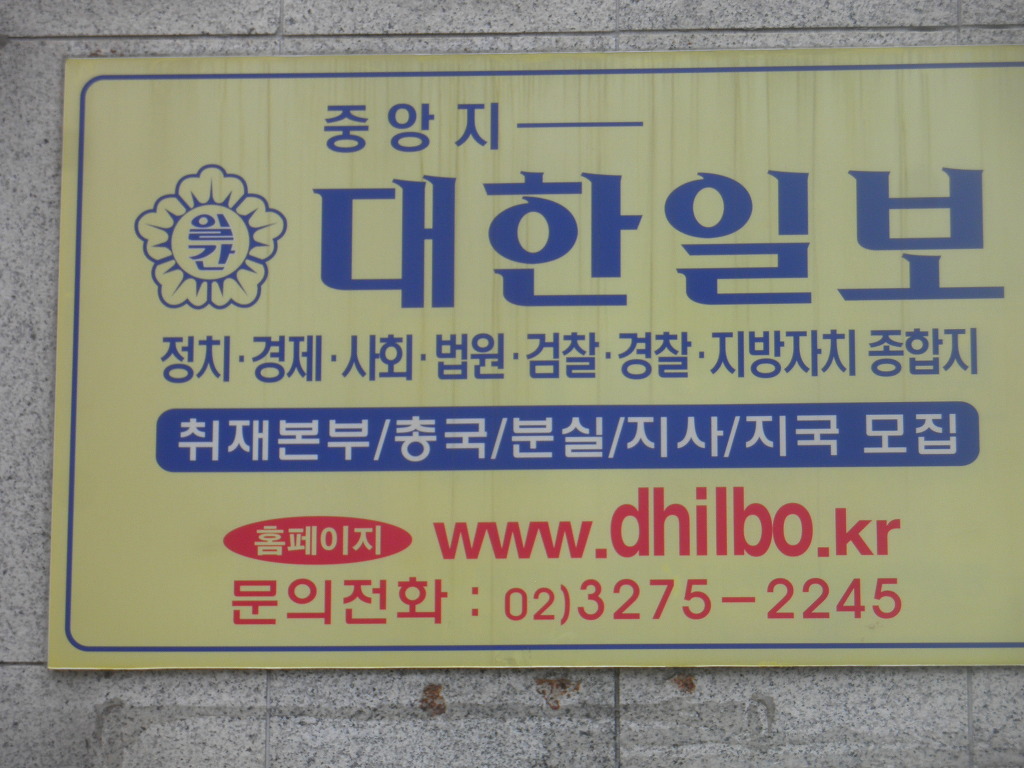 중앙지
일간
대한일보
정치·경제·사회·법원·검찰·경찰·지방자치 종합지
취재본부/총국/분실/지사/지국 모집
홈페이지 www.dhilbo.kr
문의전화 : 02)3275-2245